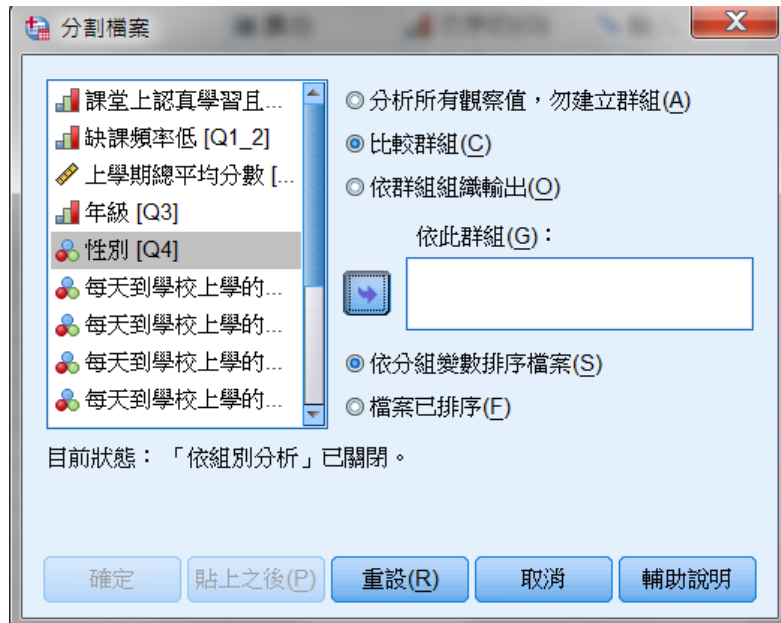 分割檔案
課堂上認真學習且...
缺課頻率低 [Q1_2]
上學期總平均分數 [...
年級 [Q3]
性別 [Q4]
每天到學校上學的...
每天到學校上學的...
每天到學校上學的...
每天到學校上學的...
分析所有觀察值，勿建立群組(A)
比較群組(C)
依群組組織輸出(O)
依此群組(G)：
依分組變數排序檔案(S)
檔案已排序(F)
目前狀態：「依組別分析」已關閉。
確定
貼上之後(P)
重設(R)
取消
輔助說明